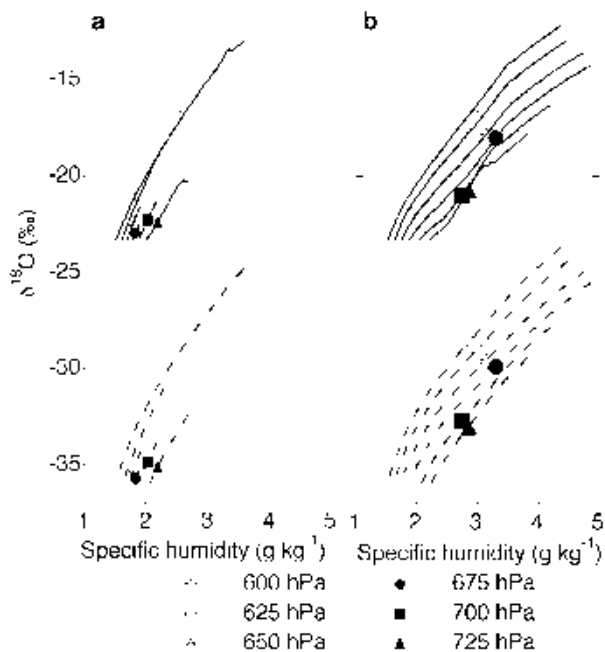 a b
-15
-20
-25
-30
-35
δ18O (‰)
1 2 3 4 5 1 2 3 4 5
Specific humidity (g kg-1) Specific humidity (g kg-1)
600 hPa 675 hPa
625 hPa 700 hPa
650 hPa 725 hPa